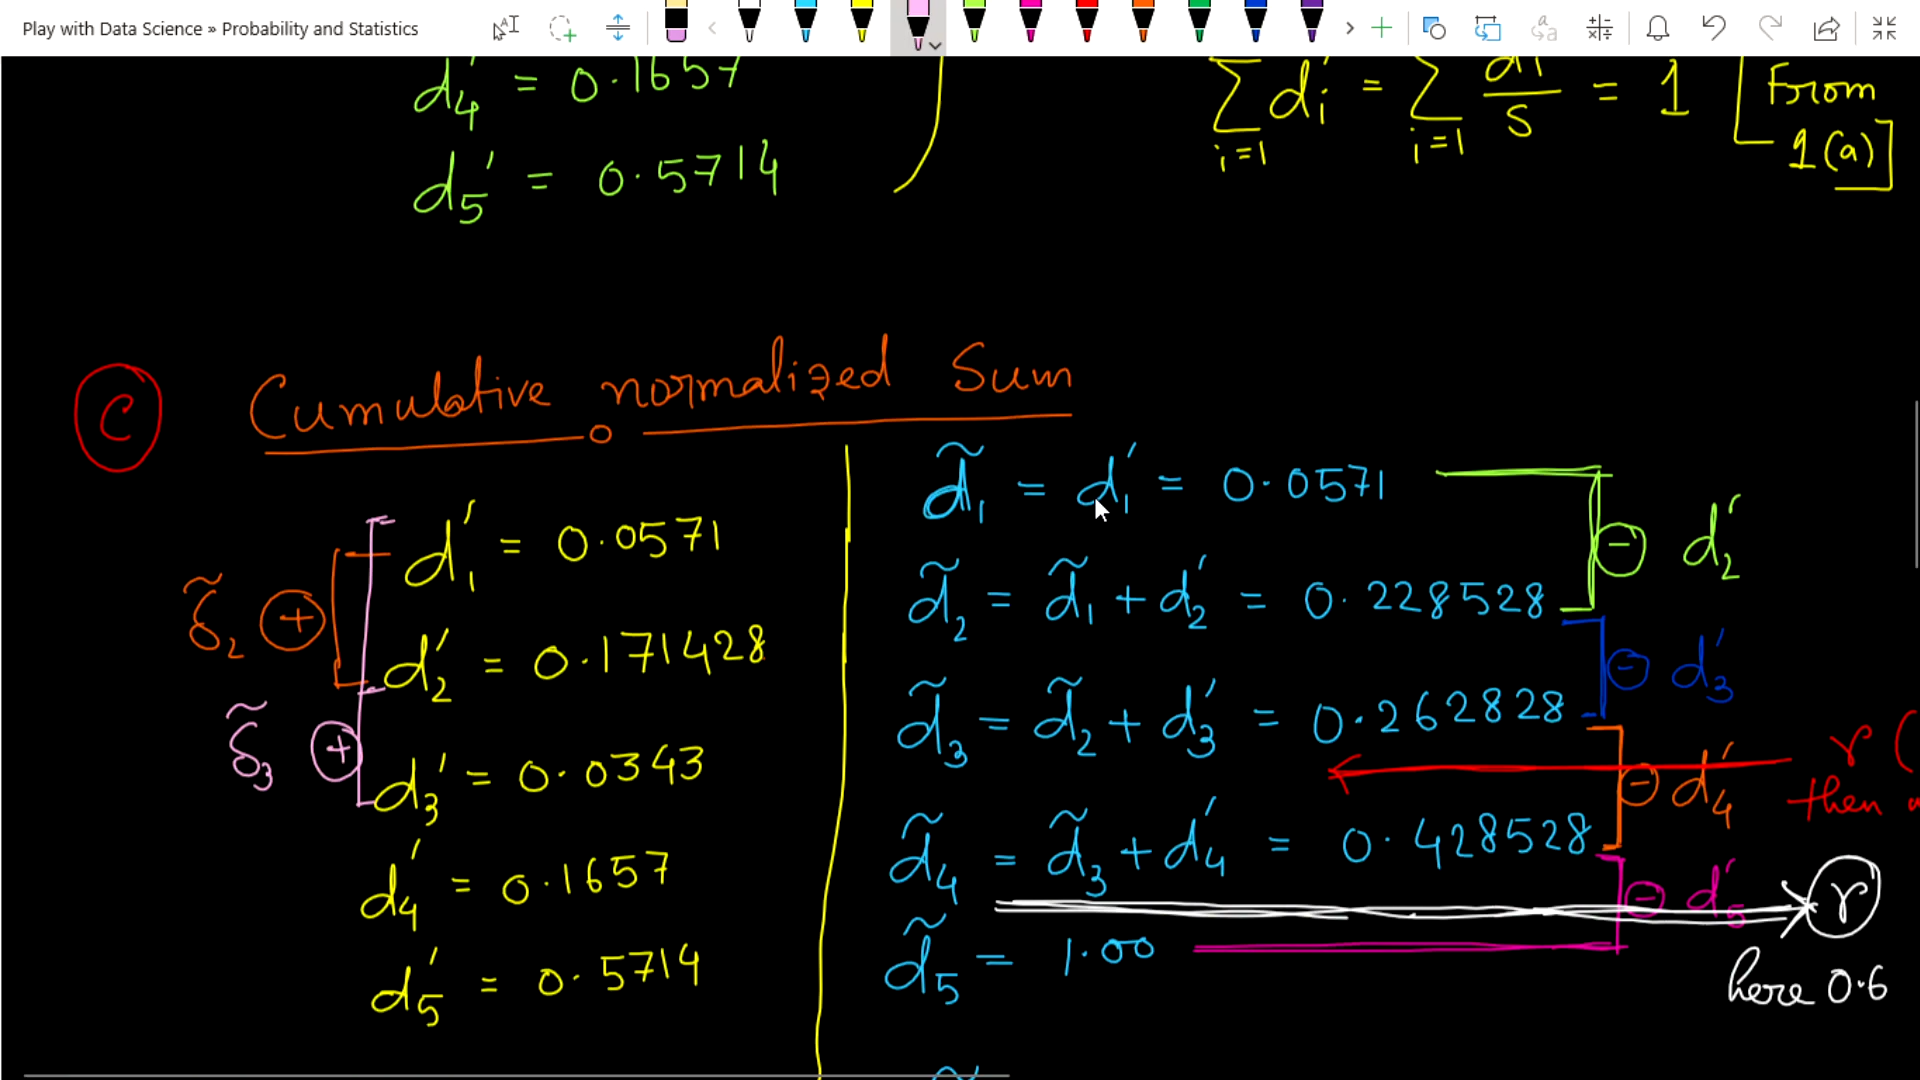 Play with Data Science » Probability and Statistics
d₄' = 0.1657
d₅' = 0.5714
∑ᵢ₌₁ dᵢ' = ∑ᵢ₌₁ dᵢ/s = 1 [From 1(a)]
C Cumulative normalized Sum
d₁' = 0.0571
d₂' = 0.171428
d₃' = 0.0343
d₄' = 0.1657
d₅' = 0.5714
δ̃₂ +
δ̃₃ +
d̃₁ = d₁' = 0.0571
d̃₂ = d̃₁ + d₂' = 0.228528
d̃₃ = d̃₂ + d₃' = 0.262828
d̃₄ = d̃₃ + d₄' = 0.428528
d̃₅ = 1.00
- d₂'
- d₃'
- d₄'
- d₅'
r (
then
r
here 0.6